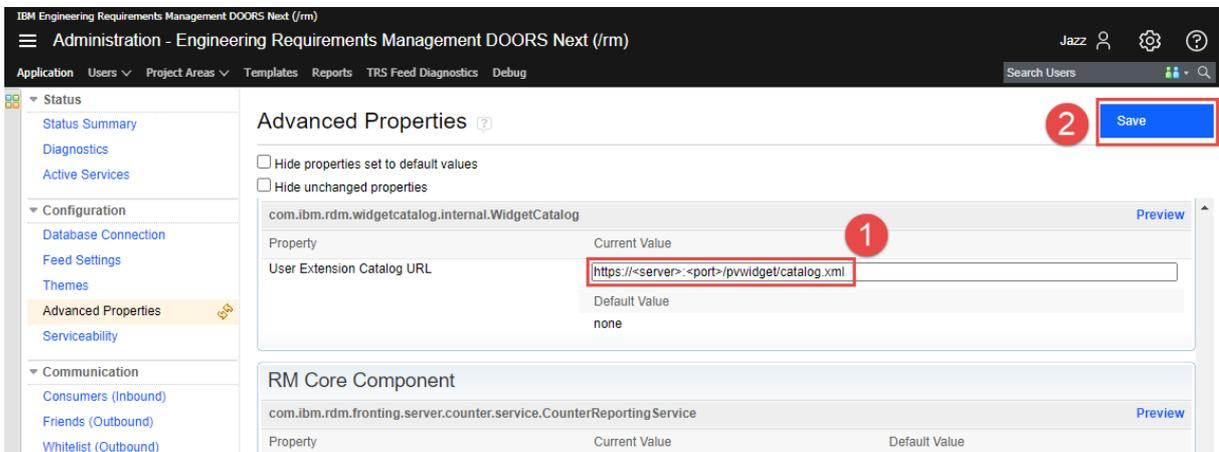 IBM Engineering Requirements Management DOORS Next (/rm)
Administration - Engineering Requirements Management DOORS Next (/rm)
Jazz
Application Users Project Areas Templates Reports TRS Feed Diagnostics Debug
Search Users
Status
Status Summary
Diagnostics
Active Services
Configuration
Database Connection
Feed Settings
Themes
Advanced Properties
Serviceability
Communication
Consumers (Inbound)
Friends (Outbound)
Whitelist (Outbound)
Advanced Properties ?
2
Save
Hide properties set to default values
Hide unchanged properties
com.ibm.rdm.widgetcatalog.internal.WidgetCatalog Preview
1
Property Current Value
User Extension Catalog URL https://<server>:<port>/pvwidget/catalog.xml
Default Value
none
RM Core Component
com.ibm.rdm.fronting.server.counter.service.CounterReportingService Preview
Property Current Value Default Value